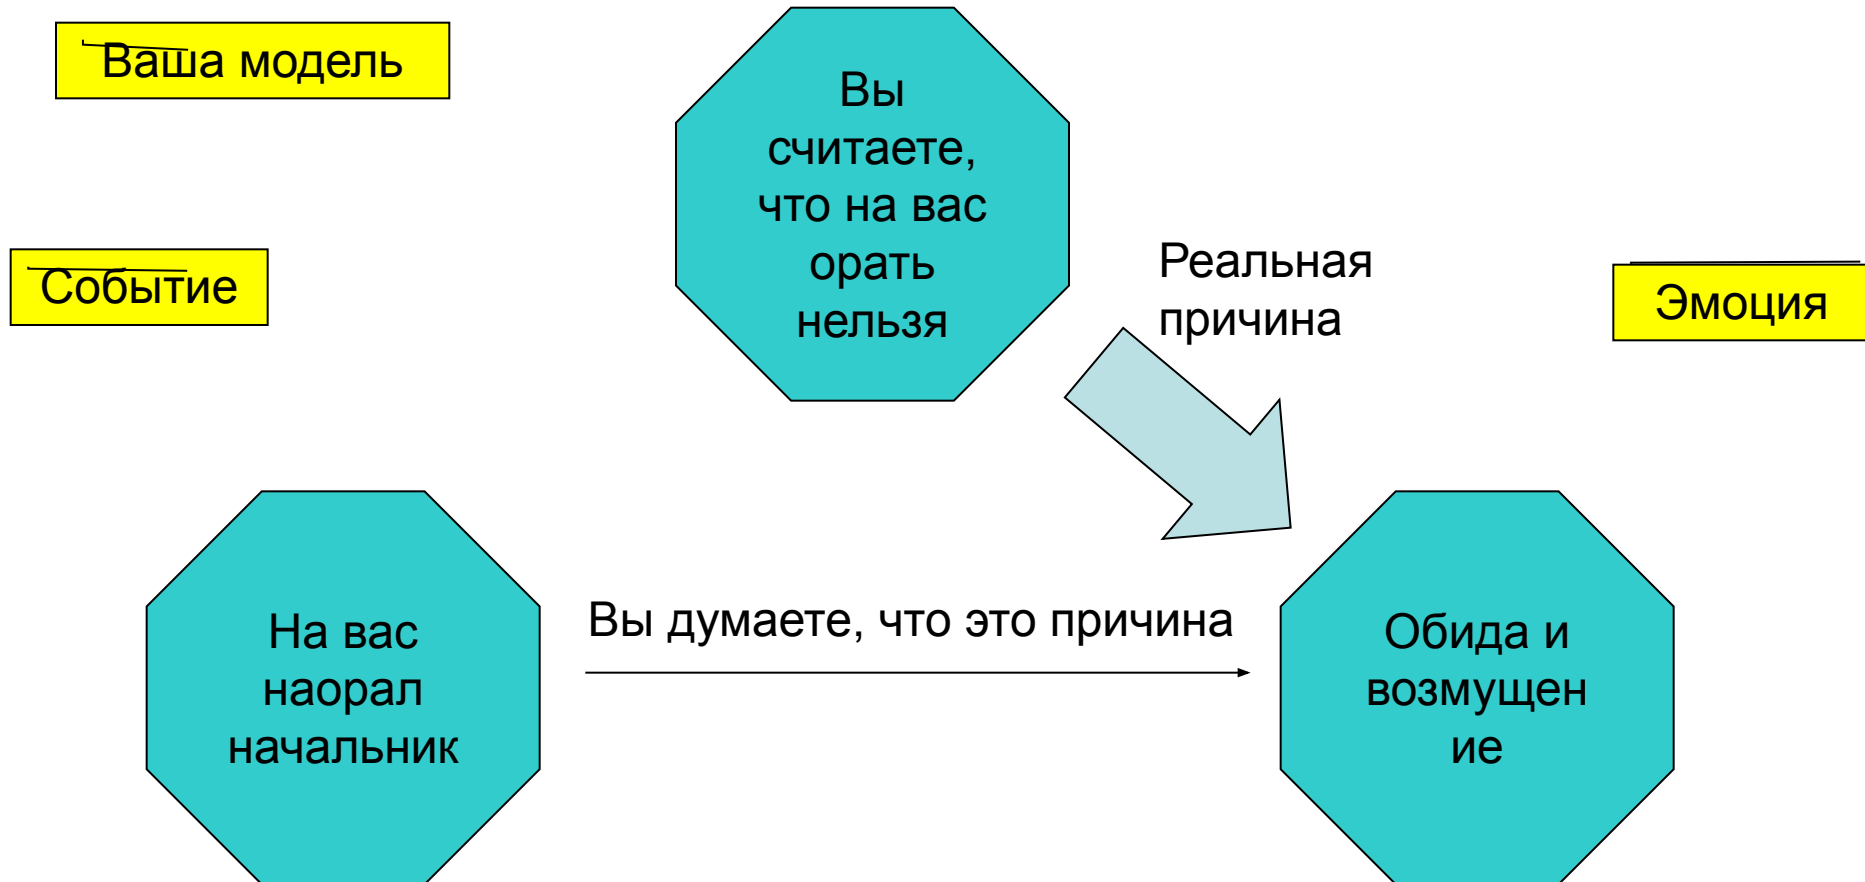 Ваша модель
Вы
считаете,
что на вас
орать
нельзя
Событие
Реальная
причина
Эмоция
На вас
наорал
начальник
Вы думаете, что это причина
Обида и
возмущен
ие